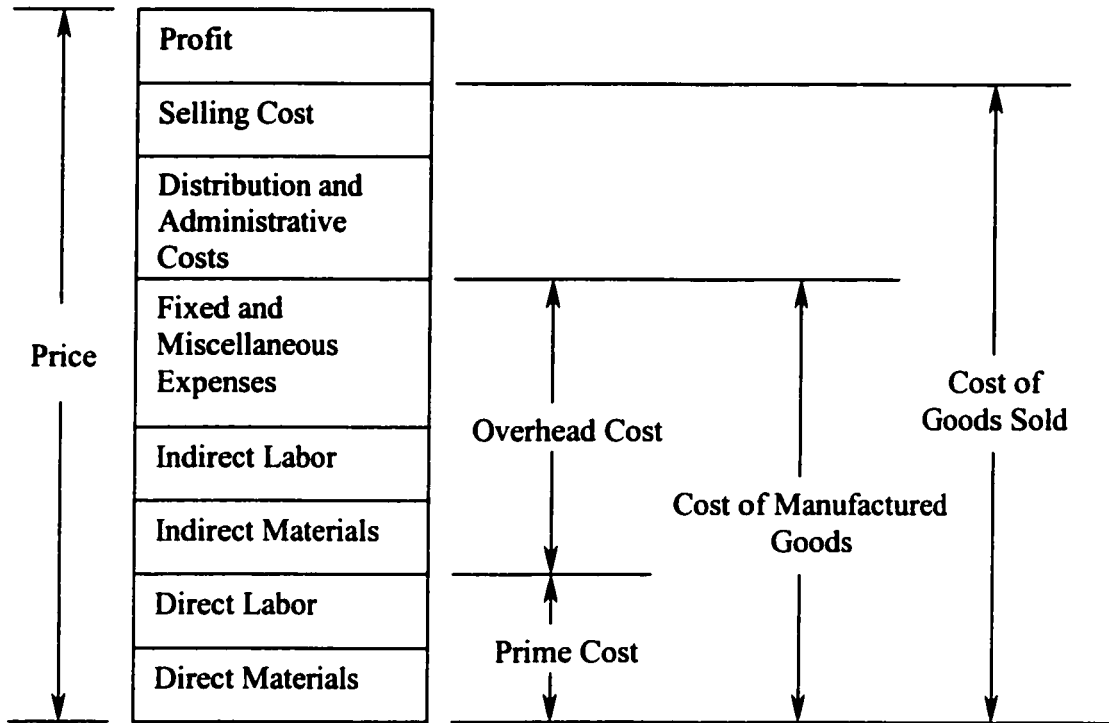 Profit
Selling Cost
Distribution and
Administrative
Costs
Fixed and
Miscellaneous
Expenses
Indirect Labor
Indirect Materials
Direct Labor
Direct Materials
Price
Overhead Cost
Prime Cost
Cost of Manufactured
Goods
Cost of
Goods Sold